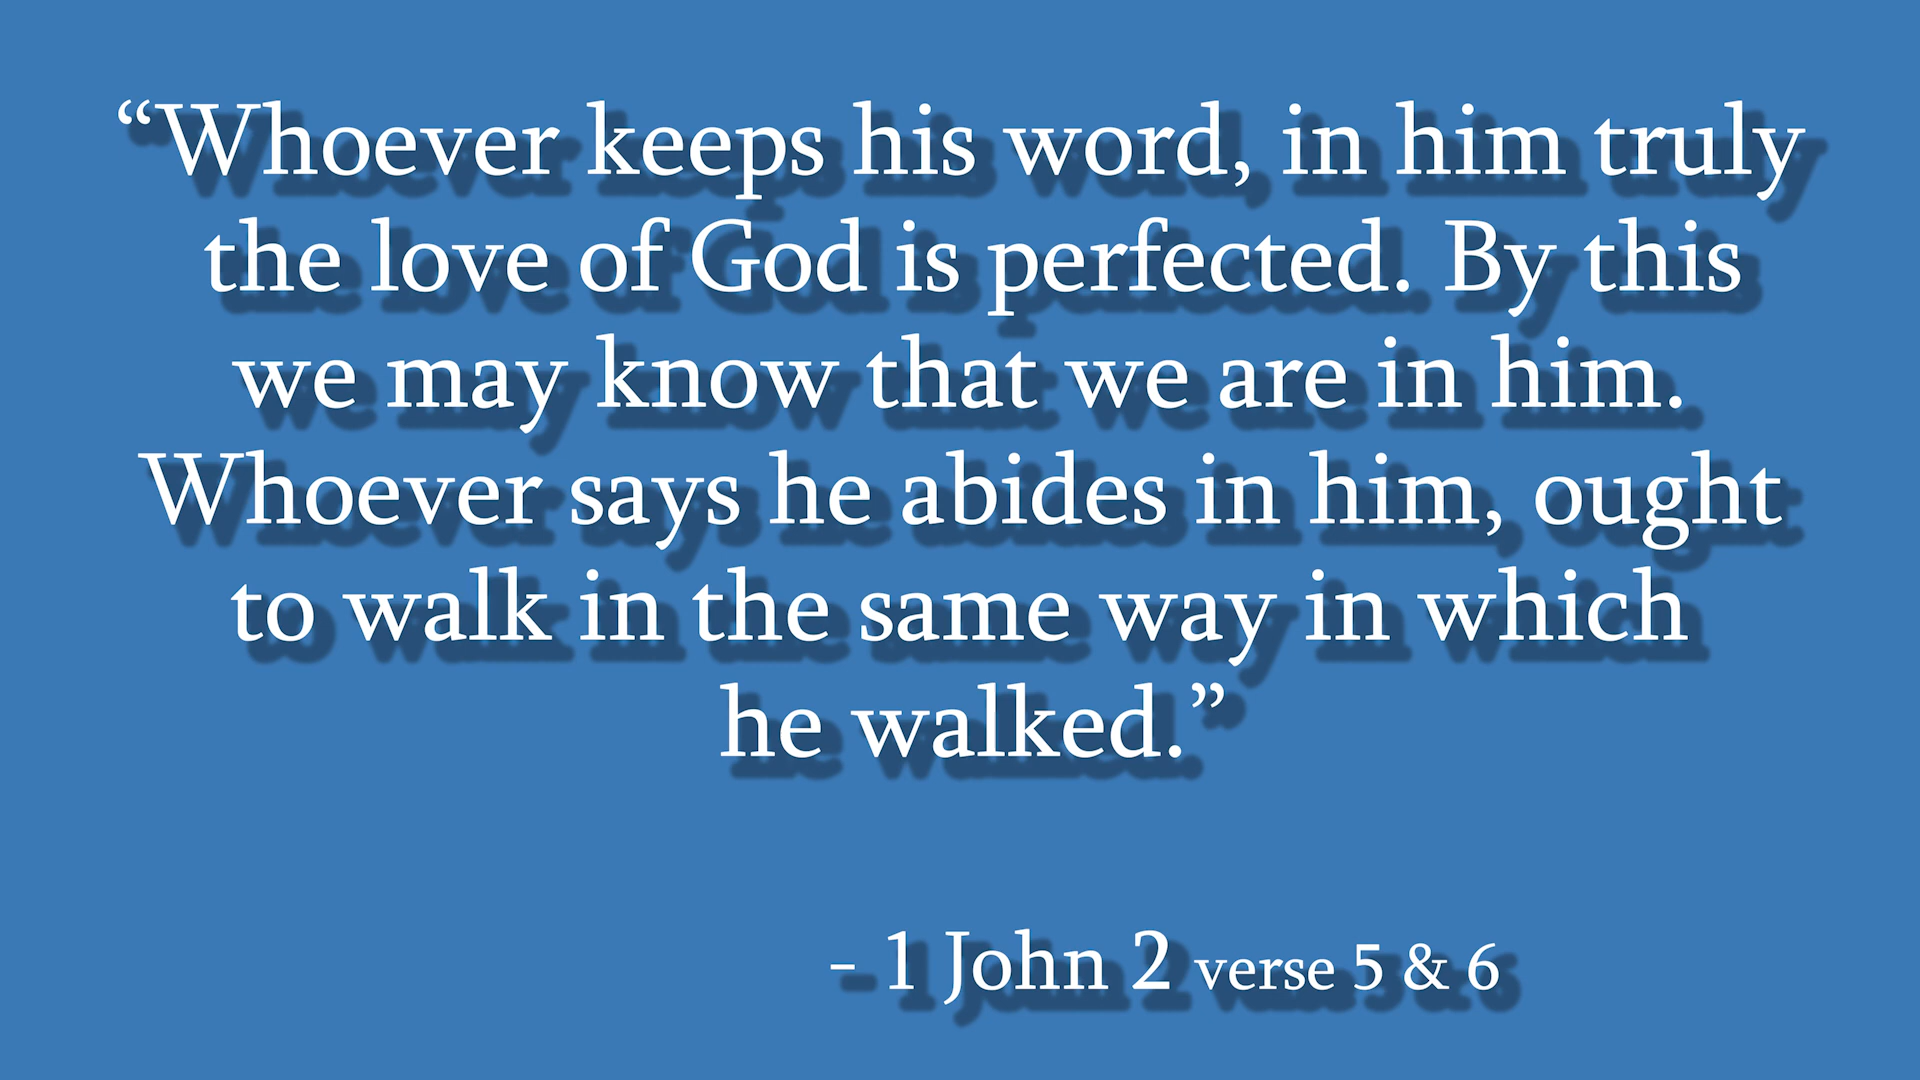 “Whoever keeps his word, in him truly
the love of God is perfected. By this
we may know that we are in him.
Whoever says he abides in him, ought
to walk in the same way in which
he walked.”
- 1 John 2 verse 5 & 6